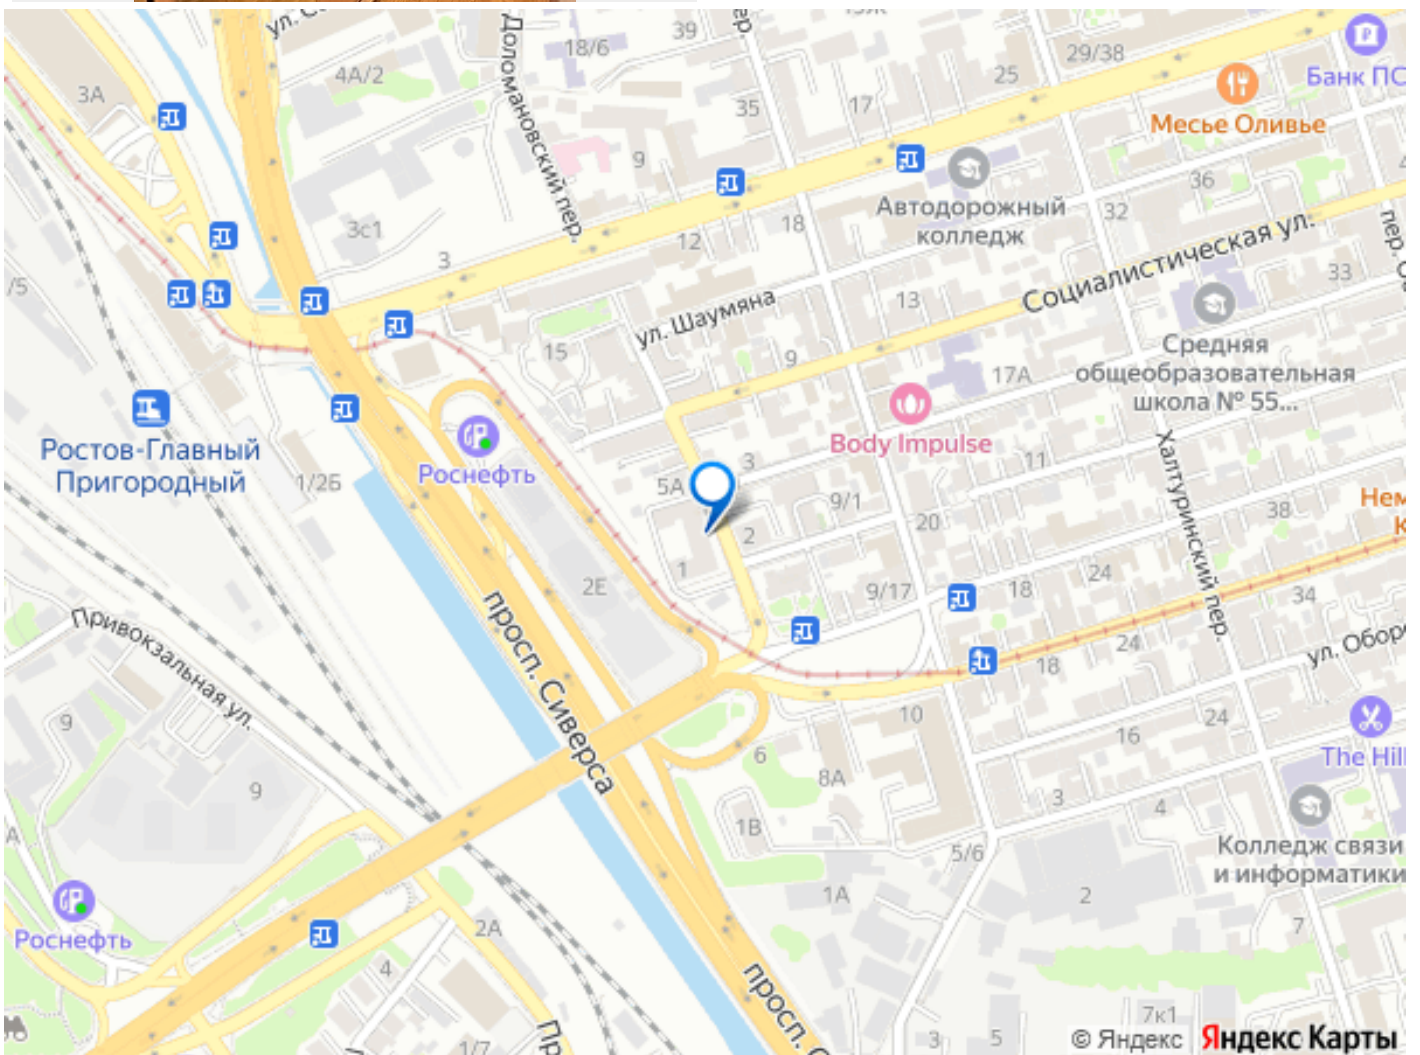 ул. С
Доломановский пер.
пер.
39
18/6
4А/2
3А
35
17
25
29/38
Банк ПС
Месье Оливье
9
36
Автодорожный
колледж
32
18
12
3с1
3
Социалистическая ул.
пер.
33
/5
ул. Шаумяна
13
15
9
17А
Средняя
общеобразовательная
школа № 55...
Body Impulse
Ростов-Главный
Пригородный
1/2Б
Роснефть
5А
3
11
Халтуринский пер.
9/1
20
38
Нем
К
2
1
2Е
9/17
18
24
34
Привокзальная ул.
просп. Сиверса
24
18
ул. Оборо
10
24
16
The Hill
9
9
6
8А
3
4
1В
5/6
Колледж связи
и информатики
1А
2
7
Роснефть
2А
4
просп. С
Пр
1/7
3
5
7к1
© Яндекс
Яндекс Карты